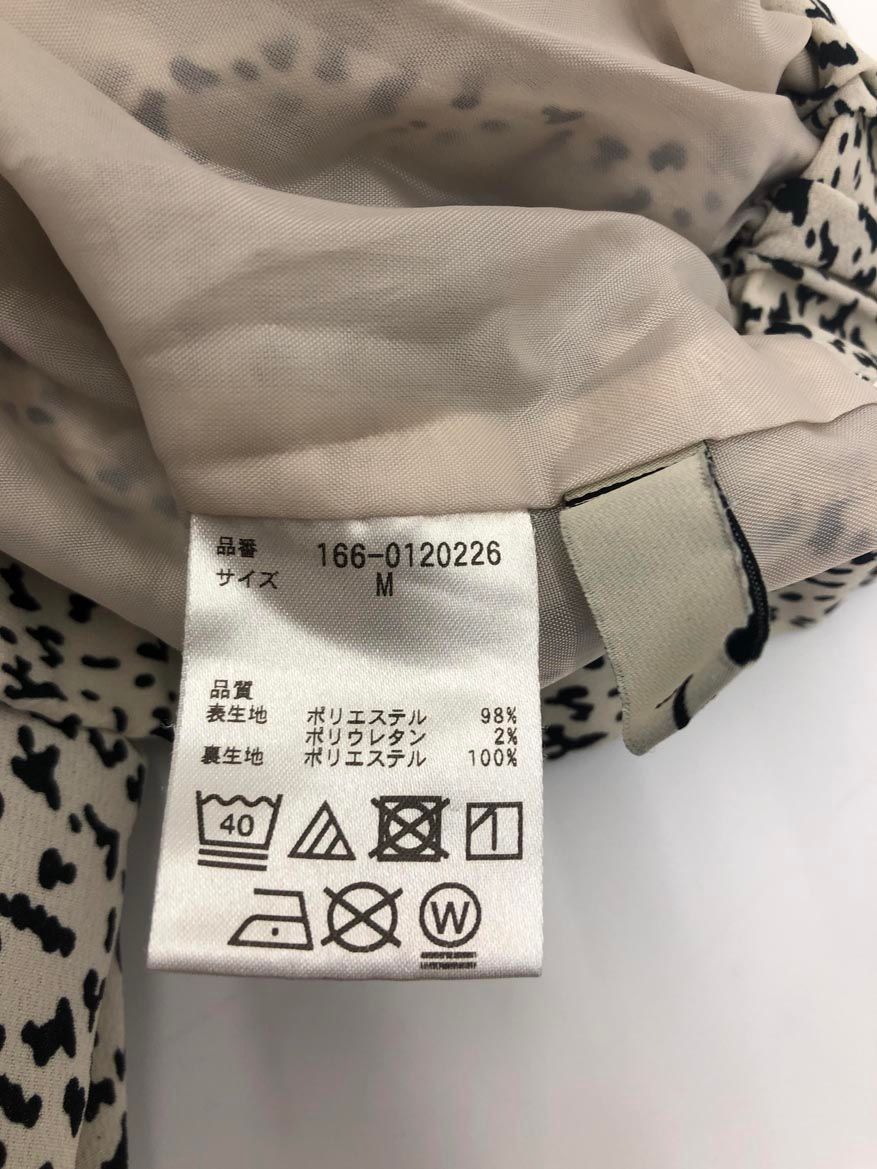 品番 166-0120226
サイズ M
品質
表生地 ポリエステル 98%
ポリウレタン 2%
裏生地 ポリエステル 100%
40
W